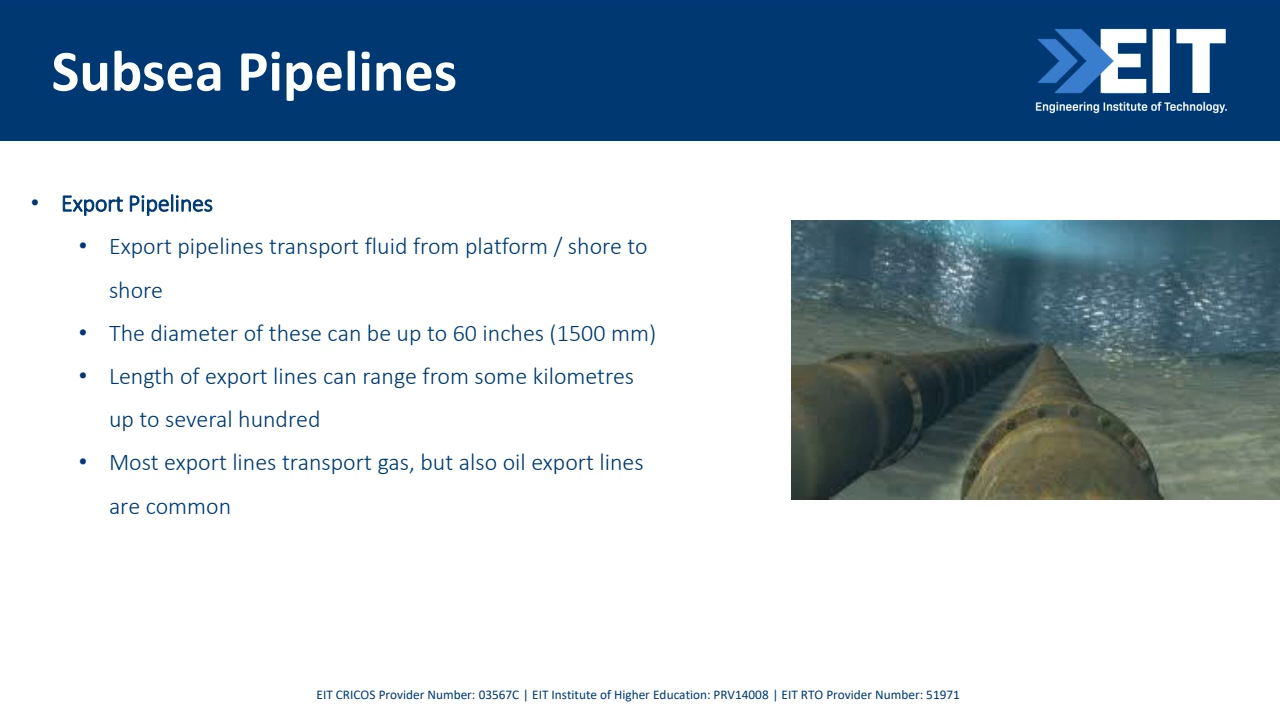 Subsea Pipelines
EIT
Engineering Institute of Technology.
• Export Pipelines
• Export pipelines transport fluid from platform / shore to
shore
• The diameter of these can be up to 60 inches (1500 mm)
• Length of export lines can range from some kilometres
up to several hundred
• Most export lines transport gas, but also oil export lines
are common
EIT CRICOS Provider Number: 03567C | EIT Institute of Higher Education: PRV14008 | EIT RTO Provider Number: 51971